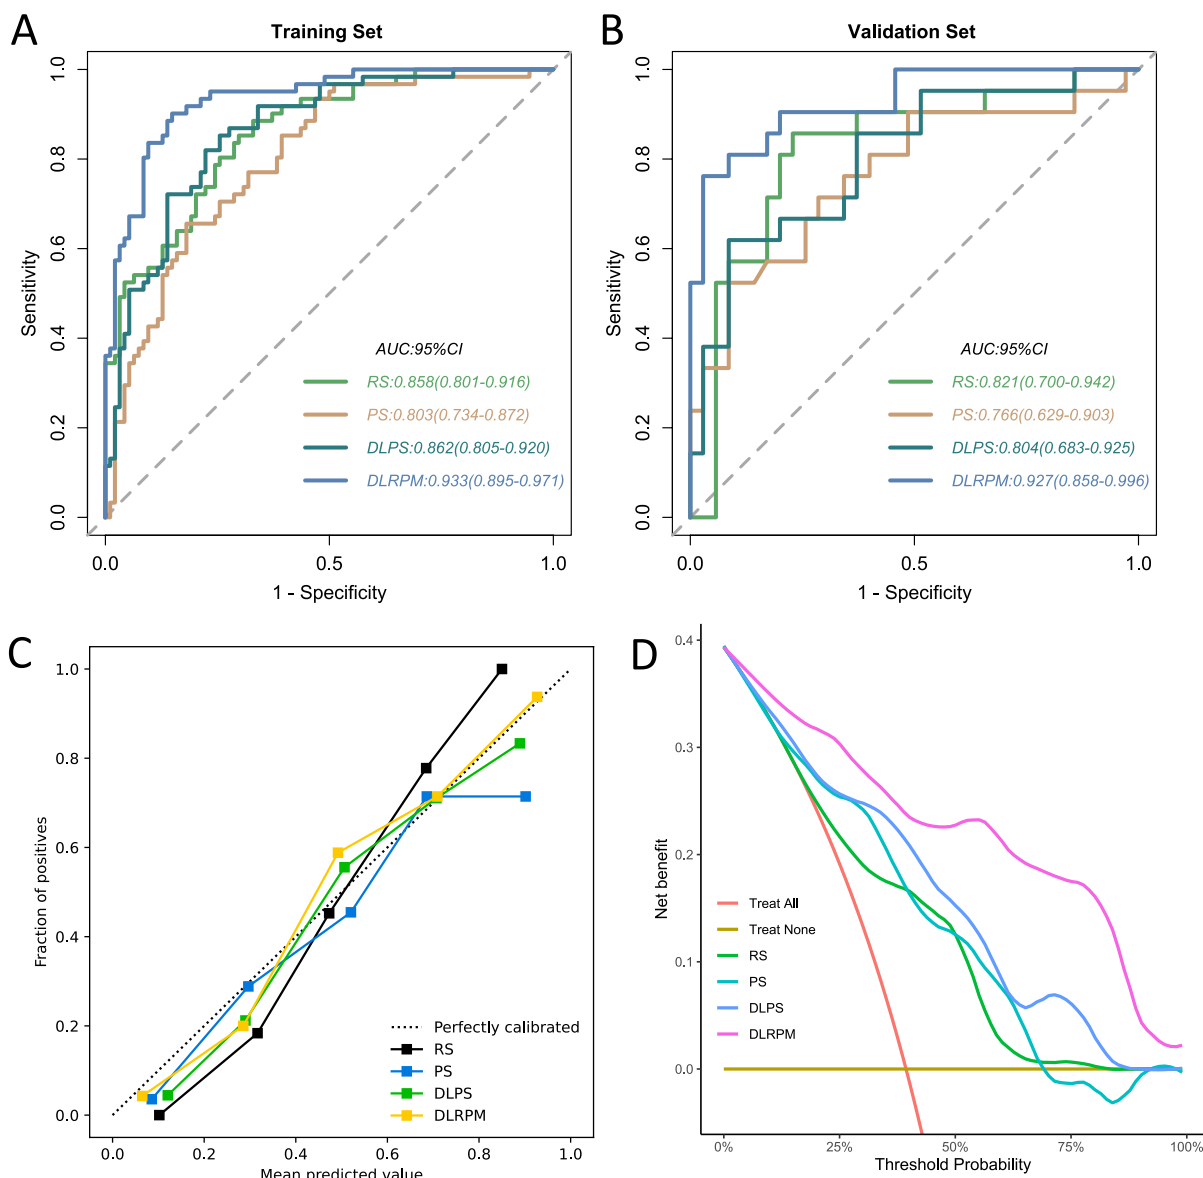 A
Training Set
1.0
0.8
0.6
0.4
0.2
0.0
Sensitivity
AUC:95%CI
RS:0.858(0.801-0.916)
PS:0.803(0.734-0.872)
DLPS:0.862(0.805-0.920)
DLRPM:0.933(0.895-0.971)
0.0 0.5 1.0
1 - Specificity
B
Validation Set
1.0
0.8
0.6
0.4
0.2
0.0
Sensitivity
AUC:95%CI
RS:0.821(0.700-0.942)
PS:0.766(0.629-0.903)
DLPS:0.804(0.683-0.925)
DLRPM:0.927(0.858-0.996)
0.0 0.5 1.0
1 - Specificity
C
1.0
0.8
0.6
0.4
0.2
0.0
Fraction of positives
Perfectly calibrated
RS
PS
DLPS
DLRPM
0.0 0.2 0.4 0.6 0.8 1.0
Mean predicted value
D
0.4
0.3
0.2
0.1
0.0
Net benefit
Treat All
Treat None
RS
PS
DLPS
DLRPM
0% 25% 50% 75% 100%
Threshold Probability